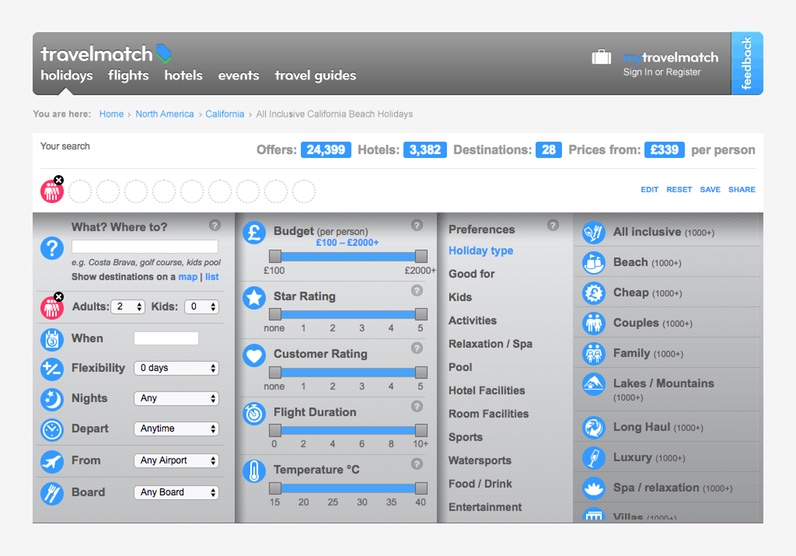 travelmatch
holidays flights hotels events travel guides
mytravelmatch
Sign In or Register
feedback
You are here: Home › North America › California › All Inclusive California Beach Holidays
Your search
Offers: 24,399 Hotels: 3,382 Destinations: 28 Prices from: £339 per person
EDIT RESET SAVE SHARE
What? Where to? ?
?
e.g. Costa Brava, golf course, kids pool
Show destinations on a map | list
Adults: 2 Kids: 0
When
Flexibility 0 days
Nights Any
Depart Anytime
From Any Airport
Board Any Board
£ Budget (per person) ?
£100 – £2000+
£100 £2000+
Star Rating ?
none 1 2 3 4 5
Customer Rating ?
none 1 2 3 4 5
Flight Duration ?
0 2 4 6 8 10+
Temperature ºC ?
15 20 25 30 35 40
Preferences ?
Holiday type
Good for
Kids
Activities
Relaxation / Spa
Pool
Hotel Facilities
Room Facilities
Sports
Watersports
Food / Drink
Entertainment
All inclusive (1000+)
Beach (1000+)
£ Cheap (1000+)
Couples (1000+)
Family (1000+)
Lakes / Mountains
(1000+)
Long Haul (1000+)
Luxury (1000+)
Spa / relaxation (1000+)
Villas (1000+)